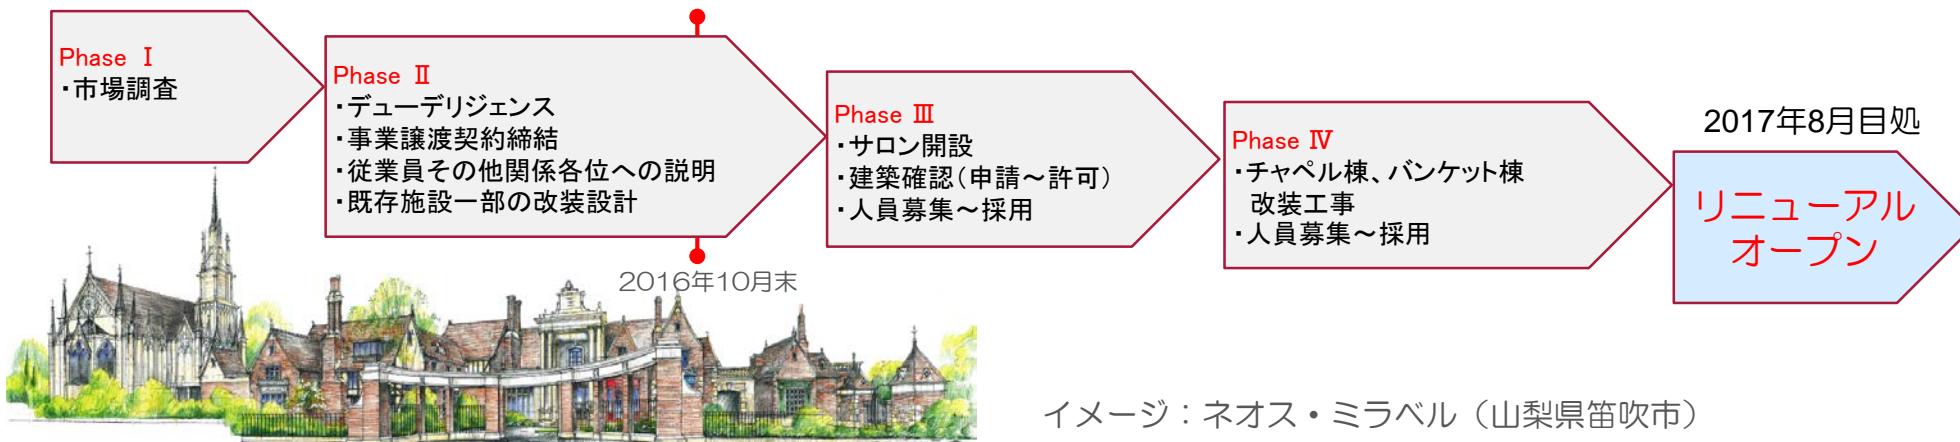 Phase Ⅰ
・市場調査
Phase Ⅱ
・デューデリジェンス
・事業譲渡契約締結
・従業員その他関係各位への説明
・既存施設一部の改装設計
2016年10月末
Phase Ⅲ
・サロン開設
・建築確認（申請～許可）
・人員募集～採用
Phase Ⅳ
・チャペル棟、バンケット棟
改装工事
・人員募集～採用
2017年8月目処
リニューアル
オープン
イメージ：ネオス・ミラベル（山梨県笛吹市）